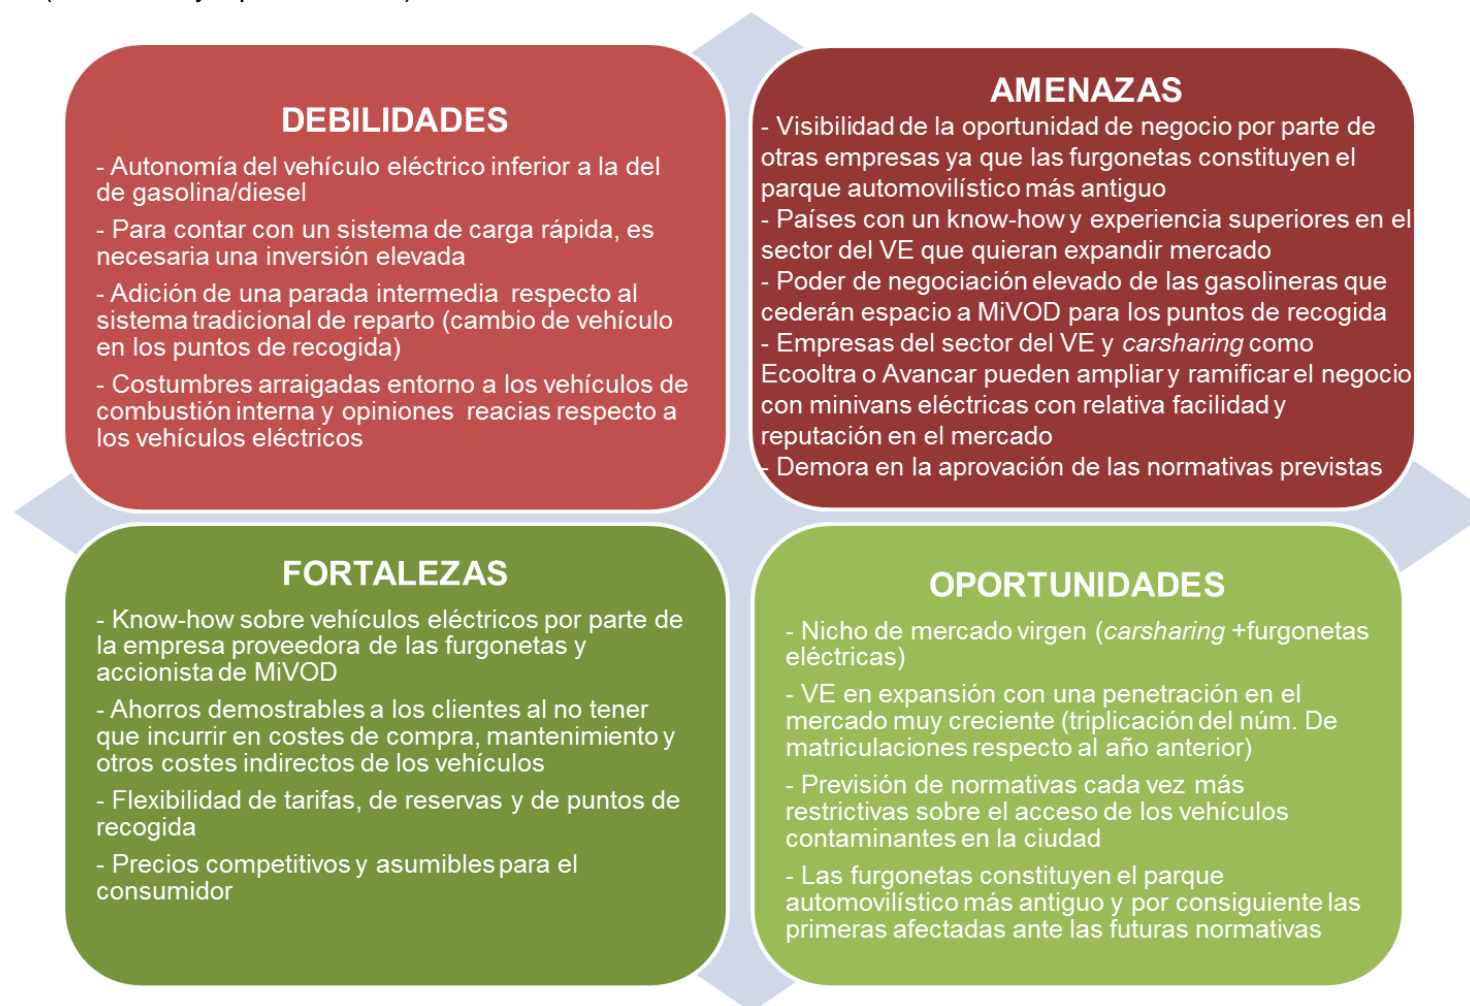 DEBILIDADES
- Autonomía del vehículo eléctrico inferior a la del
de gasolina/diesel
- Para contar con un sistema de carga rápida, es
necesaria una inversión elevada
- Adición de una parada intermedia respecto al
sistema tradicional de reparto (cambio de vehículo
en los puntos de recogida)
- Costumbres arraigadas entorno a los vehículos de
combustión interna y opiniones reacias respecto a
los vehículos eléctricos
AMENAZAS
- Visibilidad de la oportunidad de negocio por parte de
otras empresas ya que las furgonetas constituyen el
parque automovilístico más antiguo
- Países con un know-how y experiencia superiores en el
sector del VE que quieran expandir mercado
- Poder de negociación elevado de las gasolineras que
cederán espacio a MiVOD para los puntos de recogida
- Empresas del sector del VE y carsharing como
Ecooltra o Avancar pueden ampliar y ramificar el negocio
con minivans eléctricas con relativa facilidad y
reputación en el mercado
- Demora en la aprovación de las normativas previstas
FORTALEZAS
- Know-how sobre vehículos eléctricos por parte de
la empresa proveedora de las furgonetas y
accionista de MiVOD
- Ahorros demostrables a los clientes al no tener
que incurrir en costes de compra, mantenimiento y
otros costes indirectos de los vehículos
- Flexibilidad de tarifas, de reservas y de puntos de
recogida
- Precios competitivos y asumibles para el
consumidor
OPORTUNIDADES
- Nicho de mercado virgen (carsharing +furgonetas
eléctricas)
- VE en expansión con una penetración en el
mercado muy creciente (triplicación del núm. De
matriculaciones respecto al año anterior)
- Previsión de normativas cada vez más
restrictivas sobre el acceso de los vehículos
contaminantes en la ciudad
- Las furgonetas constituyen el parque
automovilístico más antiguo y por consiguiente las
primeras afectadas ante las futuras normativas